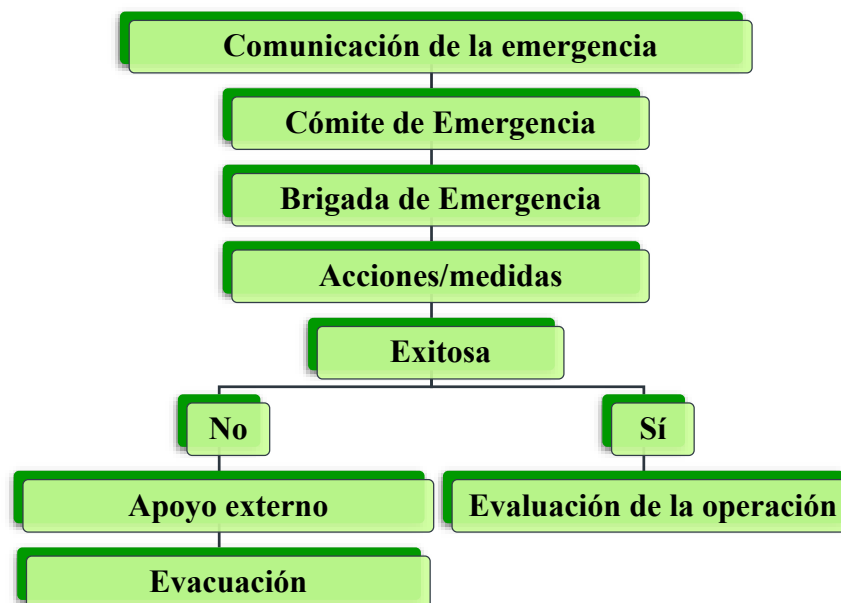 Comunicación de la emergencia
Cómite de Emergencia
Brigada de Emergencia
Acciones/medidas
Exitosa
No
Sí
Apoyo externo
Evaluación de la operación
Evacuación